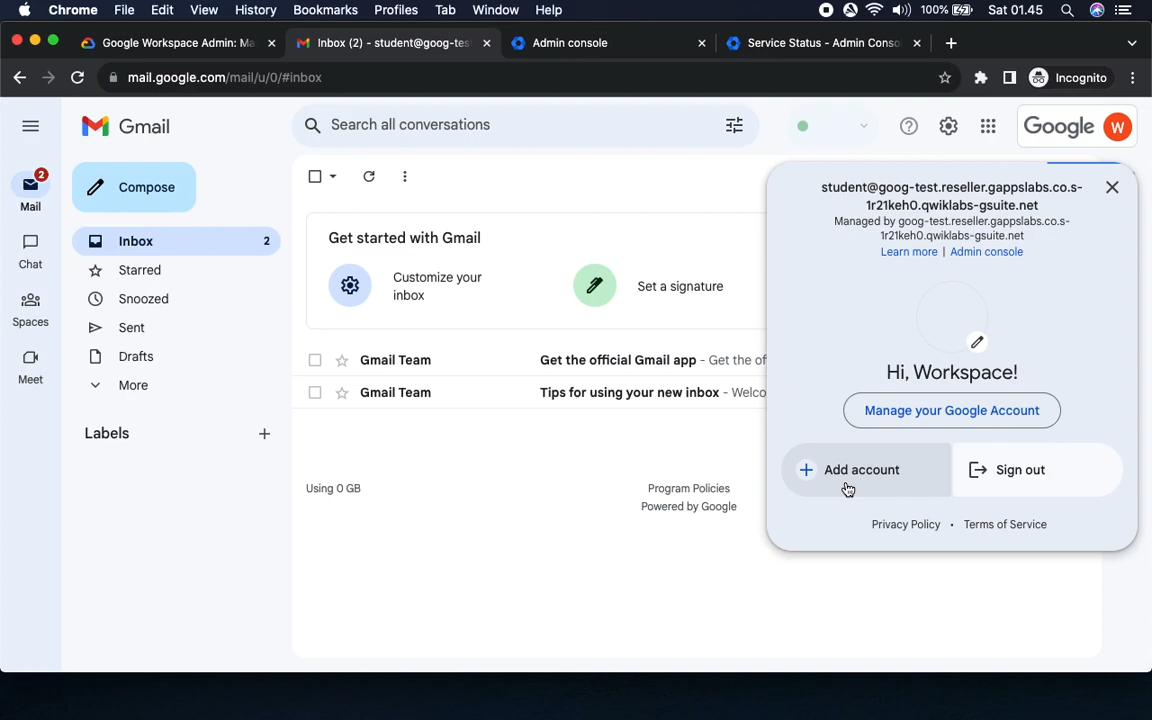 Chrome File Edit View History Bookmarks Profiles Tab Window Help 100% Sat 01.45
Google Workspace Admin: Ma Inbox (2) - student@goog-tes Admin console Service Status - Admin Conso
mail.google.com/mail/u/0/#inbox Incognito
Gmail Search all conversations Google W
Compose
2
Mail
Chat
Spaces
Meet
Inbox 2
Starred
Snoozed
Sent
Drafts
More
Labels
Get started with Gmail
Customize your
inbox
Set a signature
Gmail Team Get the official Gmail app - Get the of
Gmail Team Tips for using your new inbox - Welco
Using 0 GB
Program Policies
Powered by Google
student@goog-test.reseller.gappslabs.co.s-
1r21keh0.qwiklabs-gsuite.net
Managed by goog-test.reseller.gappslabs.co.s-
1r21keh0.qwiklabs-gsuite.net
Learn more | Admin console
Hi, Workspace!
Manage your Google Account
Add account Sign out
Privacy Policy • Terms of Service